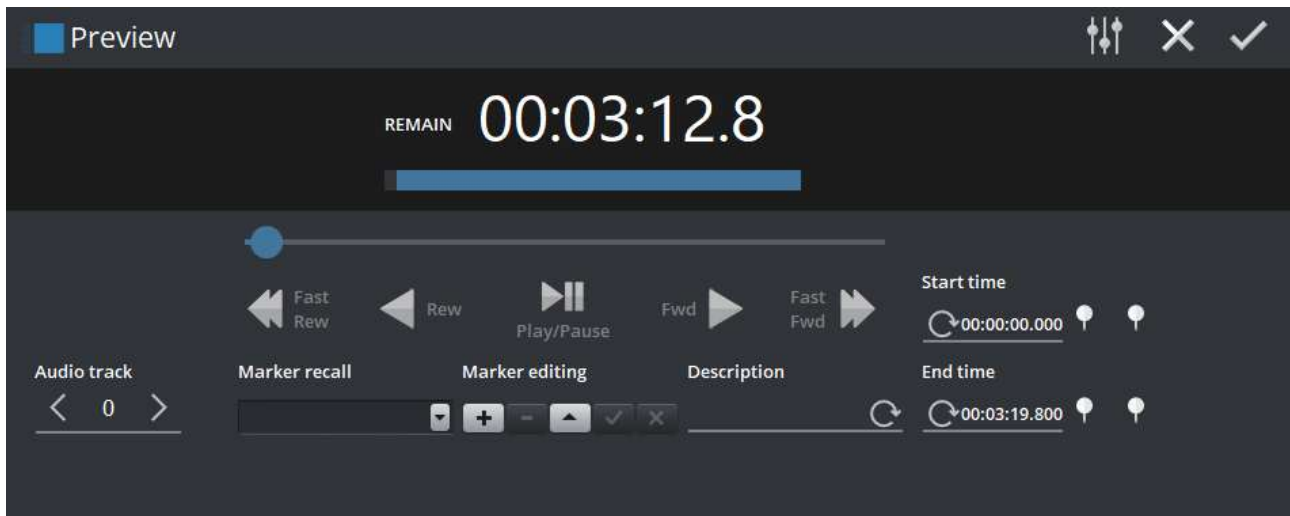 Preview
REMAIN 00:03:12.8
Fast
Rew
Rew
Play/Pause
Fwd
Fast
Fwd
Start time
00:00:00.000
Audio track
0
Marker recall
Marker editing
Description
End time
00:03:19.800